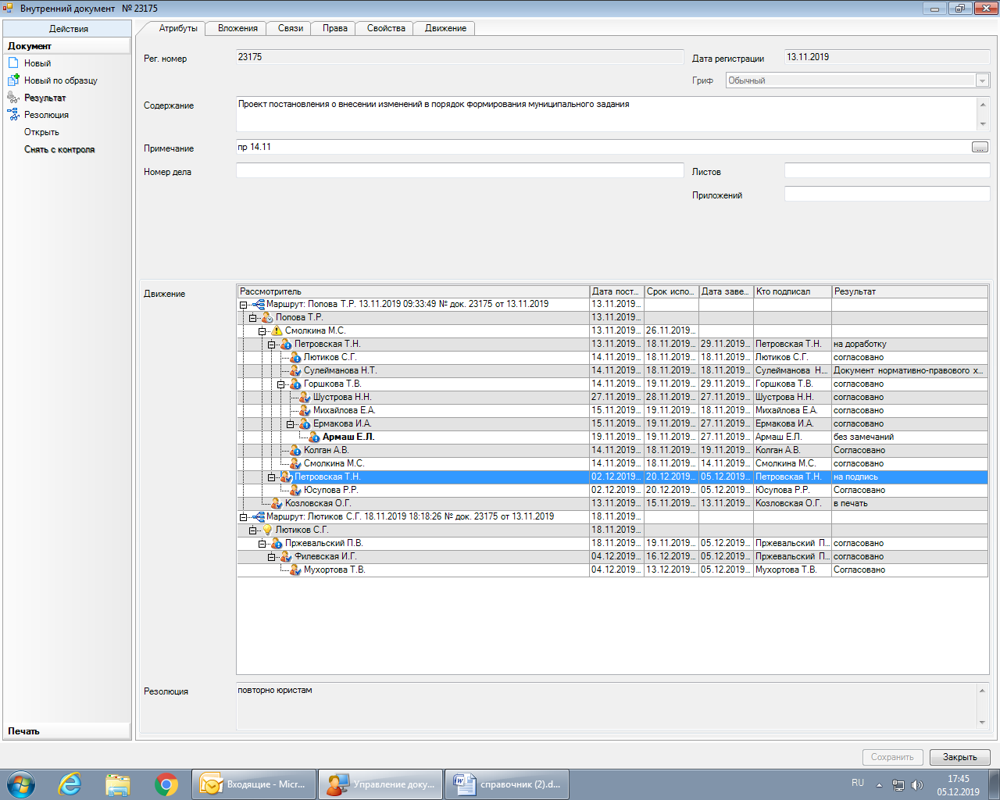 Внутренний документ № 23175
Действия
Документ
Новый
Новый по образцу
Результат
Резолюция
Открыть
Снять с контроля
Печать
Атрибуты Вложения Связи Права Свойства Движение
Рег. номер 23175 Дата регистрации 13.11.2019
Гриф Обычный
Содержание Проект постановления о внесении изменений в порядок формирования муниципального задания
Примечание пр 14.11 ...
Номер дела Листов
Приложений
Движение
Рассмотритель Дата пост... Срок испо... Дата заве... Кто подписал Результат
Маршрут: Попова Т.Р. 13.11.2019 09:33:49 № док. 23175 от 13.11.2019 13.11.2019...
Попова Т.Р. 13.11.2019...
Смолкина М.С. 13.11.2019... 26.11.2019...
Петровская Т.Н. 13.11.2019... 18.11.2019... 29.11.2019... Петровская Т.Н. на доработку
Лютиков С.Г. 14.11.2019... 18.11.2019... 18.11.2019... Лютиков С.Г. согласовано
Сулейманова Н.Т. 14.11.2019... 18.11.2019... 18.11.2019... Сулейманова Н... Документ нормативно-правового х...
Горшкова Т.В. 14.11.2019... 19.11.2019... 29.11.2019... Горшкова Т.В. согласовано
Шустрова Н.Н. 27.11.2019... 28.11.2019... 27.11.2019... Шустрова Н.Н. согласовано
Михайлова Е.А. 15.11.2019... 19.11.2019... 18.11.2019... Михайлова Е.А. согласовано
Ермакова И.А. 15.11.2019... 19.11.2019... 27.11.2019... Ермакова И.А. согласовано
Армаш Е.Л. 19.11.2019... 19.11.2019... 27.11.2019... Армаш Е.Л. без замечаний
Колган А.В. 14.11.2019... 18.11.2019... 19.11.2019... Колган А.В. Согласовано
Смолкина М.С. 14.11.2019... 18.11.2019... 14.11.2019... Смолкина М.С. согласовано
Петровская Т.Н. 02.12.2019... 20.12.2019... 05.12.2019... Петровская Т.Н. на подпись
Юсупова Р.Р. 02.12.2019... 20.12.2019... 05.12.2019... Юсупова Р.Р. Согласовано
Козловская О.Г. 13.11.2019... 15.11.2019... 13.11.2019... Козловская О.Г. в печать
Маршрут: Лютиков С.Г. 18.11.2019 18:18:26 № док. 23175 от 13.11.2019 18.11.2019...
Лютиков С.Г. 18.11.2019...
Пржевальский П.В. 18.11.2019... 19.11.2019... 05.12.2019... Пржевальский П... согласовано
Филевская И.Г. 04.12.2019... 16.12.2019... 05.12.2019... Пржевальский П... согласовано
Мухортова Т.В. 04.12.2019... 13.12.2019... 05.12.2019... Мухортова Т.В. Согласовано
Резолюция повторно юристам
Сохранить Закрыть
Входящие - Micr... Управление доку... справочник (2).d... RU 17:45
05.12.2019